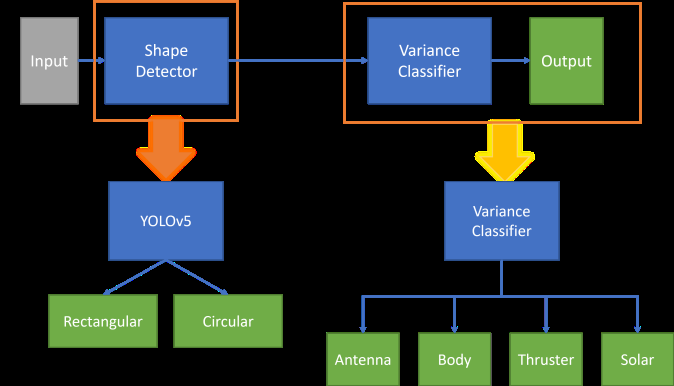 Input
Shape
Detector
Variance
Classifier
Output
YOLOv5
Variance
Classifier
Rectangular
Circular
Antenna
Body
Thruster
Solar